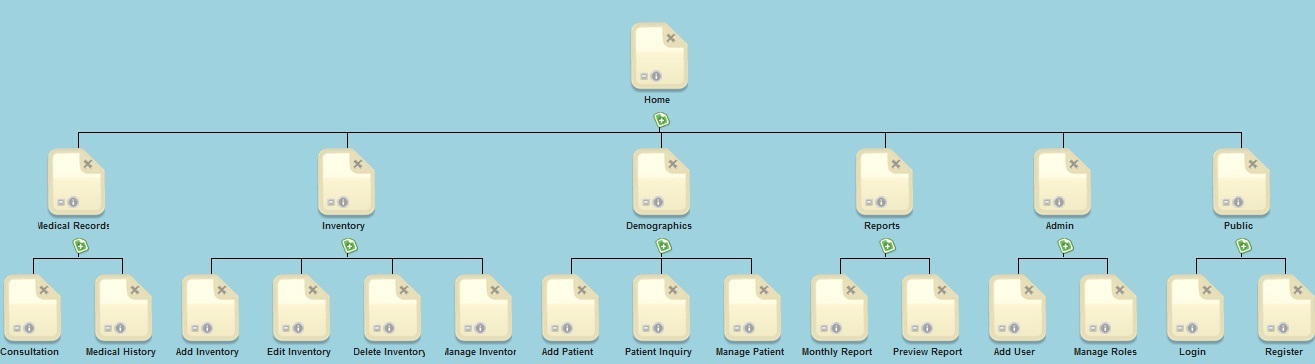 Home
Medical Records
Inventory
Demographics
Reports
Admin
Public
Consultation
Medical History
Add Inventory
Edit Inventory
Delete Inventory
Manage Inventor
Add Patient
Patient Inquiry
Manage Patient
Monthly Report
Preview Report
Add User
Manage Roles
Login
Register